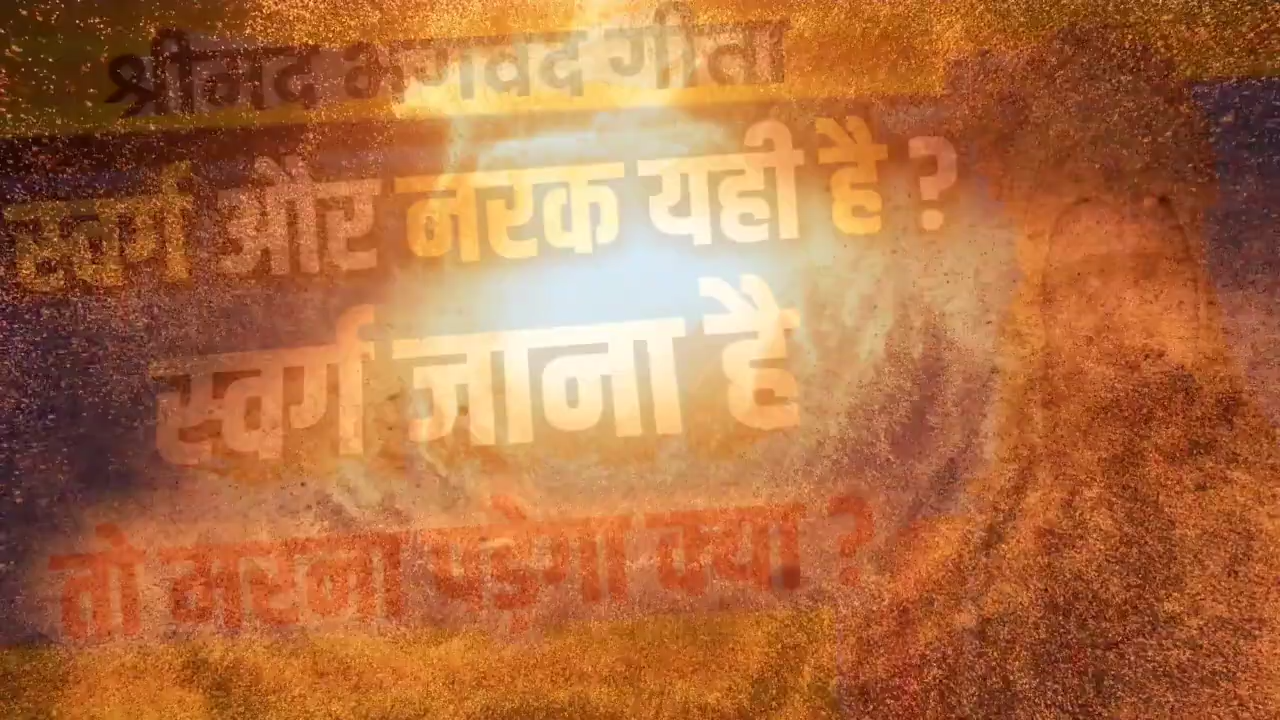 श्रीमद भगवद गीता
स्वर्ग और नरक यही है ?
स्वर्ग जाना है
तो मरना पड़ेगा क्या ?